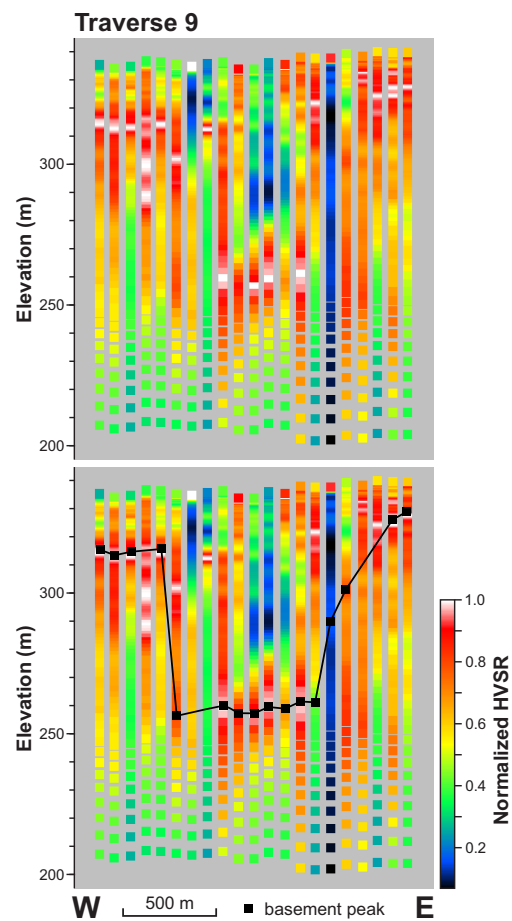 Traverse 9
Elevation (m)
300
250
200
Elevation (m)
300
250
200
Normalized HVSR
1.0
0.8
0.6
0.4
0.2
W
500 m
basement peak
E